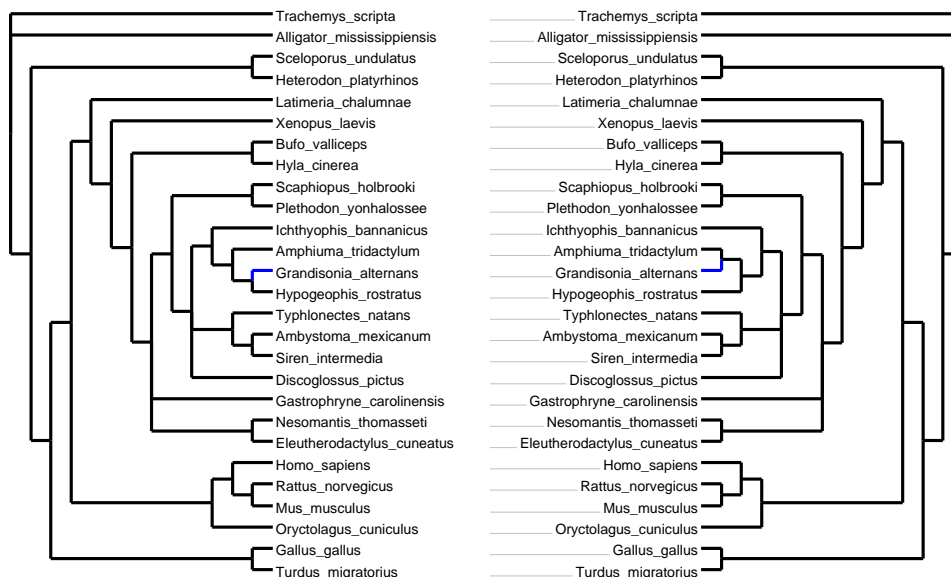 Trachemys_scripta Trachemys_scripta
Alligator_mississippiensis Alligator_mississippiensis
Sceloporus_undulatus Sceloporus_undulatus
Heterodon_platyrhinos Heterodon_platyrhinos
Latimeria_chalumnae Latimeria_chalumnae
Xenopus_laevis Xenopus_laevis
Bufo_valliceps Bufo_valliceps
Hyla_cinerea Hyla_cinerea
Scaphiopus_holbrooki Scaphiopus_holbrooki
Plethodon_yonhalossee Plethodon_yonhalossee
Ichthyophis_bannanicus Ichthyophis_bannanicus
Amphiuma_tridactylum Amphiuma_tridactylum
Grandisonia_alternans Grandisonia_alternans
Hypogeophis_rostratus Hypogeophis_rostratus
Typhlonectes_natans Typhlonectes_natans
Ambystoma_mexicanum Ambystoma_mexicanum
Siren_intermedia Siren_intermedia
Discoglossus_pictus Discoglossus_pictus
Gastrophryne_carolinensis Gastrophryne_carolinensis
Nesomantis_thomasseti Nesomantis_thomasseti
Eleutherodactylus_cuneatus Eleutherodactylus_cuneatus
Homo_sapiens Homo_sapiens
Rattus_norvegicus Rattus_norvegicus
Mus_musculus Mus_musculus
Oryctolagus_cuniculus Oryctolagus_cuniculus
Gallus_gallus Gallus_gallus
Turdus_migratorius Turdus_migratorius